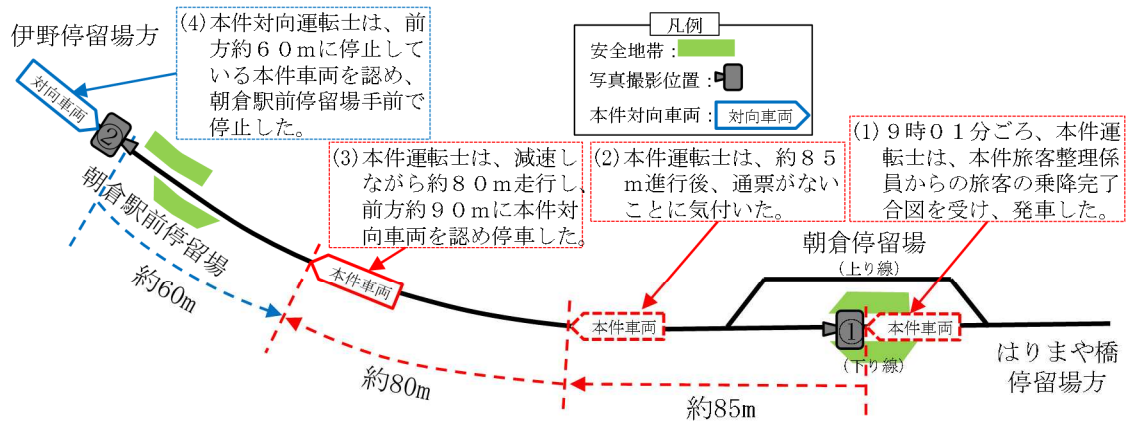 伊野停留場方
(4)本件対向運転士は、前
方約６０ｍに停止して
いる本件車両を認め、
朝倉駅前停留場手前で
停止した。
凡例
安全地帯：
写真撮影位置：
本件対向車両：
対向車両
(1)９時０１分ごろ、本件運
転士は、本件旅客整理係
員からの旅客の乗降完了
合図を受け、発車した。
(2)本件運転士は、約８５
ｍ進行後、通票がない
ことに気付いた。
(3)本件運転士は、減速し
ながら約８０ｍ走行し、
前方約９０ｍに本件対
向車両を認め停車した。
対向車両
②
朝倉駅前停留場
約60m
本件車両
約80m
本件車両
約85m
朝倉停留場
(上り線)
①
本件車両
(下り線)
はりまや橋
停留場方